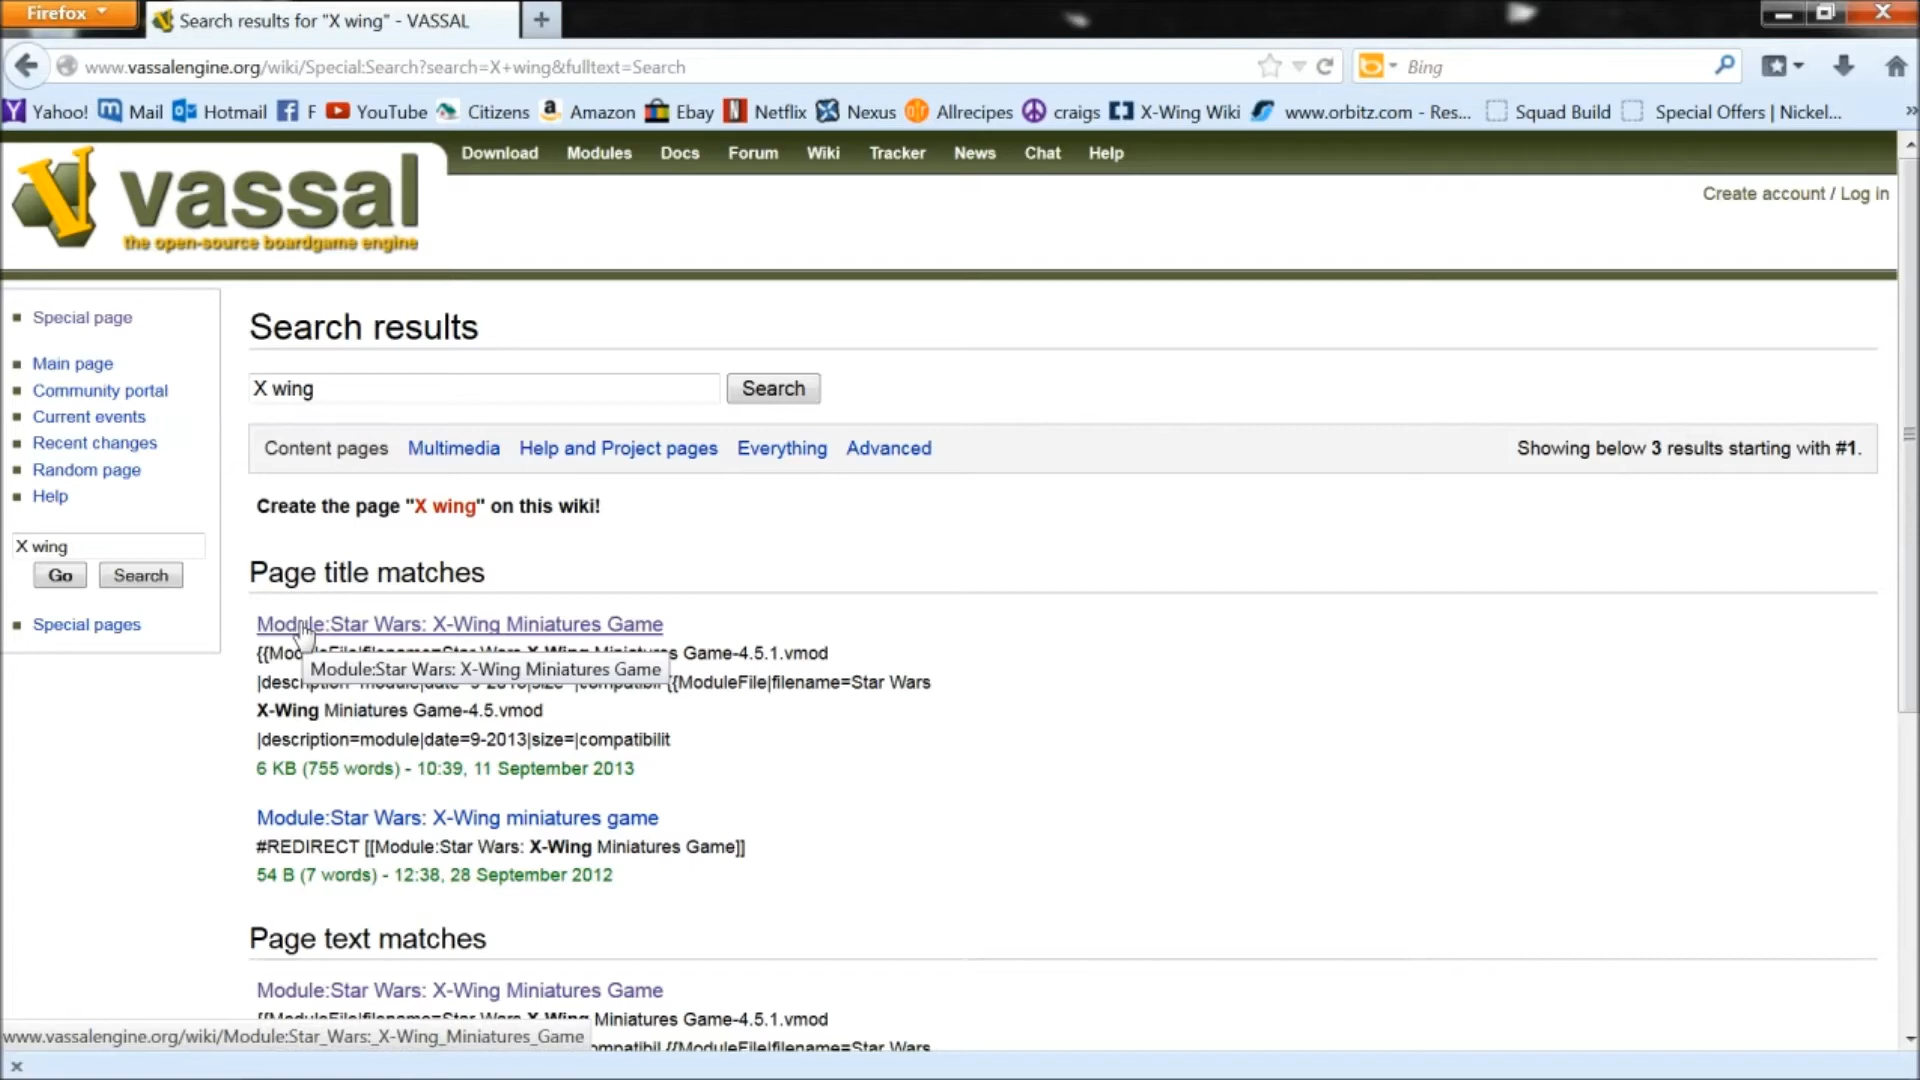 Firefox
Search results for "X wing" - VASSAL
www.vassalengine.org/wiki/Special:Search?search=X+wing&fulltext=Search
Bing
Yahoo! Mail Hotmail F YouTube Citizens Amazon Ebay Netflix Nexus Allrecipes craigs X-Wing Wiki www.orbitz.com - Res... Squad Build Special Offers | Nickel...
Download Modules Docs Forum Wiki Tracker News Chat Help
vassal
the open-source boardgame engine
Create account / Log in
Special page
Main page
Community portal
Current events
Recent changes
Random page
Help
X wing
Go Search
Special pages
Search results
X wing Search
Content pages Multimedia Help and Project pages Everything Advanced Showing below 3 results starting with #1.
Create the page "X wing" on this wiki!
Page title matches
Module:Star Wars: X-Wing Miniatures Game
Miniatures Game-4.5.1.vmod
Module:Star Wars: X-Wing Miniatures Game
{{ModuleFile|filename=Star Wars
X-Wing Miniatures Game-4.5.vmod
|description=module|date=9-2013|size=|compatibilit
6 KB (755 words) - 10:39, 11 September 2013
Module:Star Wars: X-Wing miniatures game
#REDIRECT [[Module:Star Wars: X-Wing Miniatures Game]]
54 B (7 words) - 12:38, 28 September 2012
Page text matches
Module:Star Wars: X-Wing Miniatures Game
Miniatures Game-4.5.1.vmod
www.vassalengine.org/wiki/Module:Star_Wars:_X-Wing_Miniatures_Game